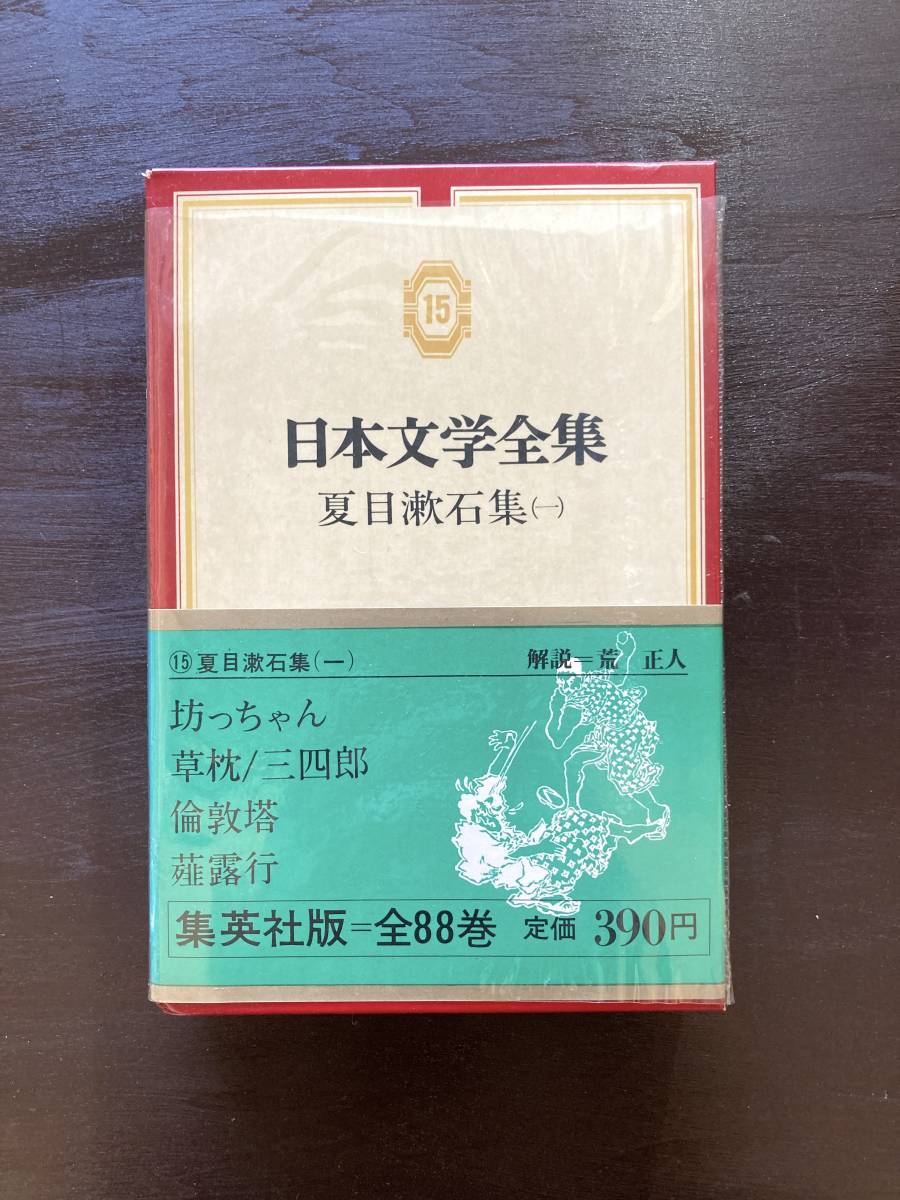 15
日本文学全集
夏目漱石集(一)
⑮夏目漱石集(一) 解説=荒 正人
坊っちゃん
草枕/三四郎
倫敦塔
薤露行
集英社版=全88巻 定価 390円